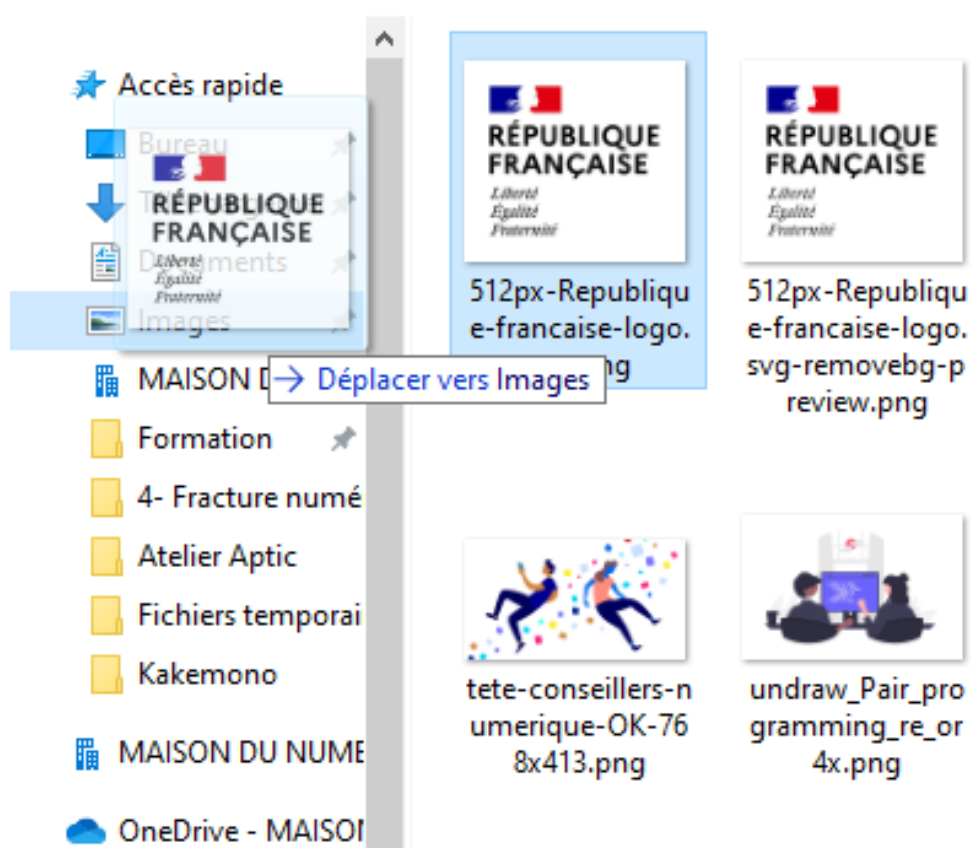 Accès rapide
Bureau
RÉPUBLIQUE
FRANÇAISE
Liberté
Égalité
Fraternité
Images
MAISON D
→ Déplacer vers Images
Formation
4- Fracture numé
Atelier Aptic
Fichiers temporai
Kakemono
MAISON DU NUME
OneDrive - MAISON
RÉPUBLIQUE
FRANÇAISE
Liberté
Égalité
Fraternité
512px-Republiqu
e-francaise-logo.
ng
RÉPUBLIQUE
FRANÇAISE
Liberté
Égalité
Fraternité
512px-Republiqu
e-francaise-logo.
svg-removebg-p
review.png
tete-conseillers-n
umerique-OK-76
8x413.png
undraw_Pair_pro
gramming_re_or
4x.png